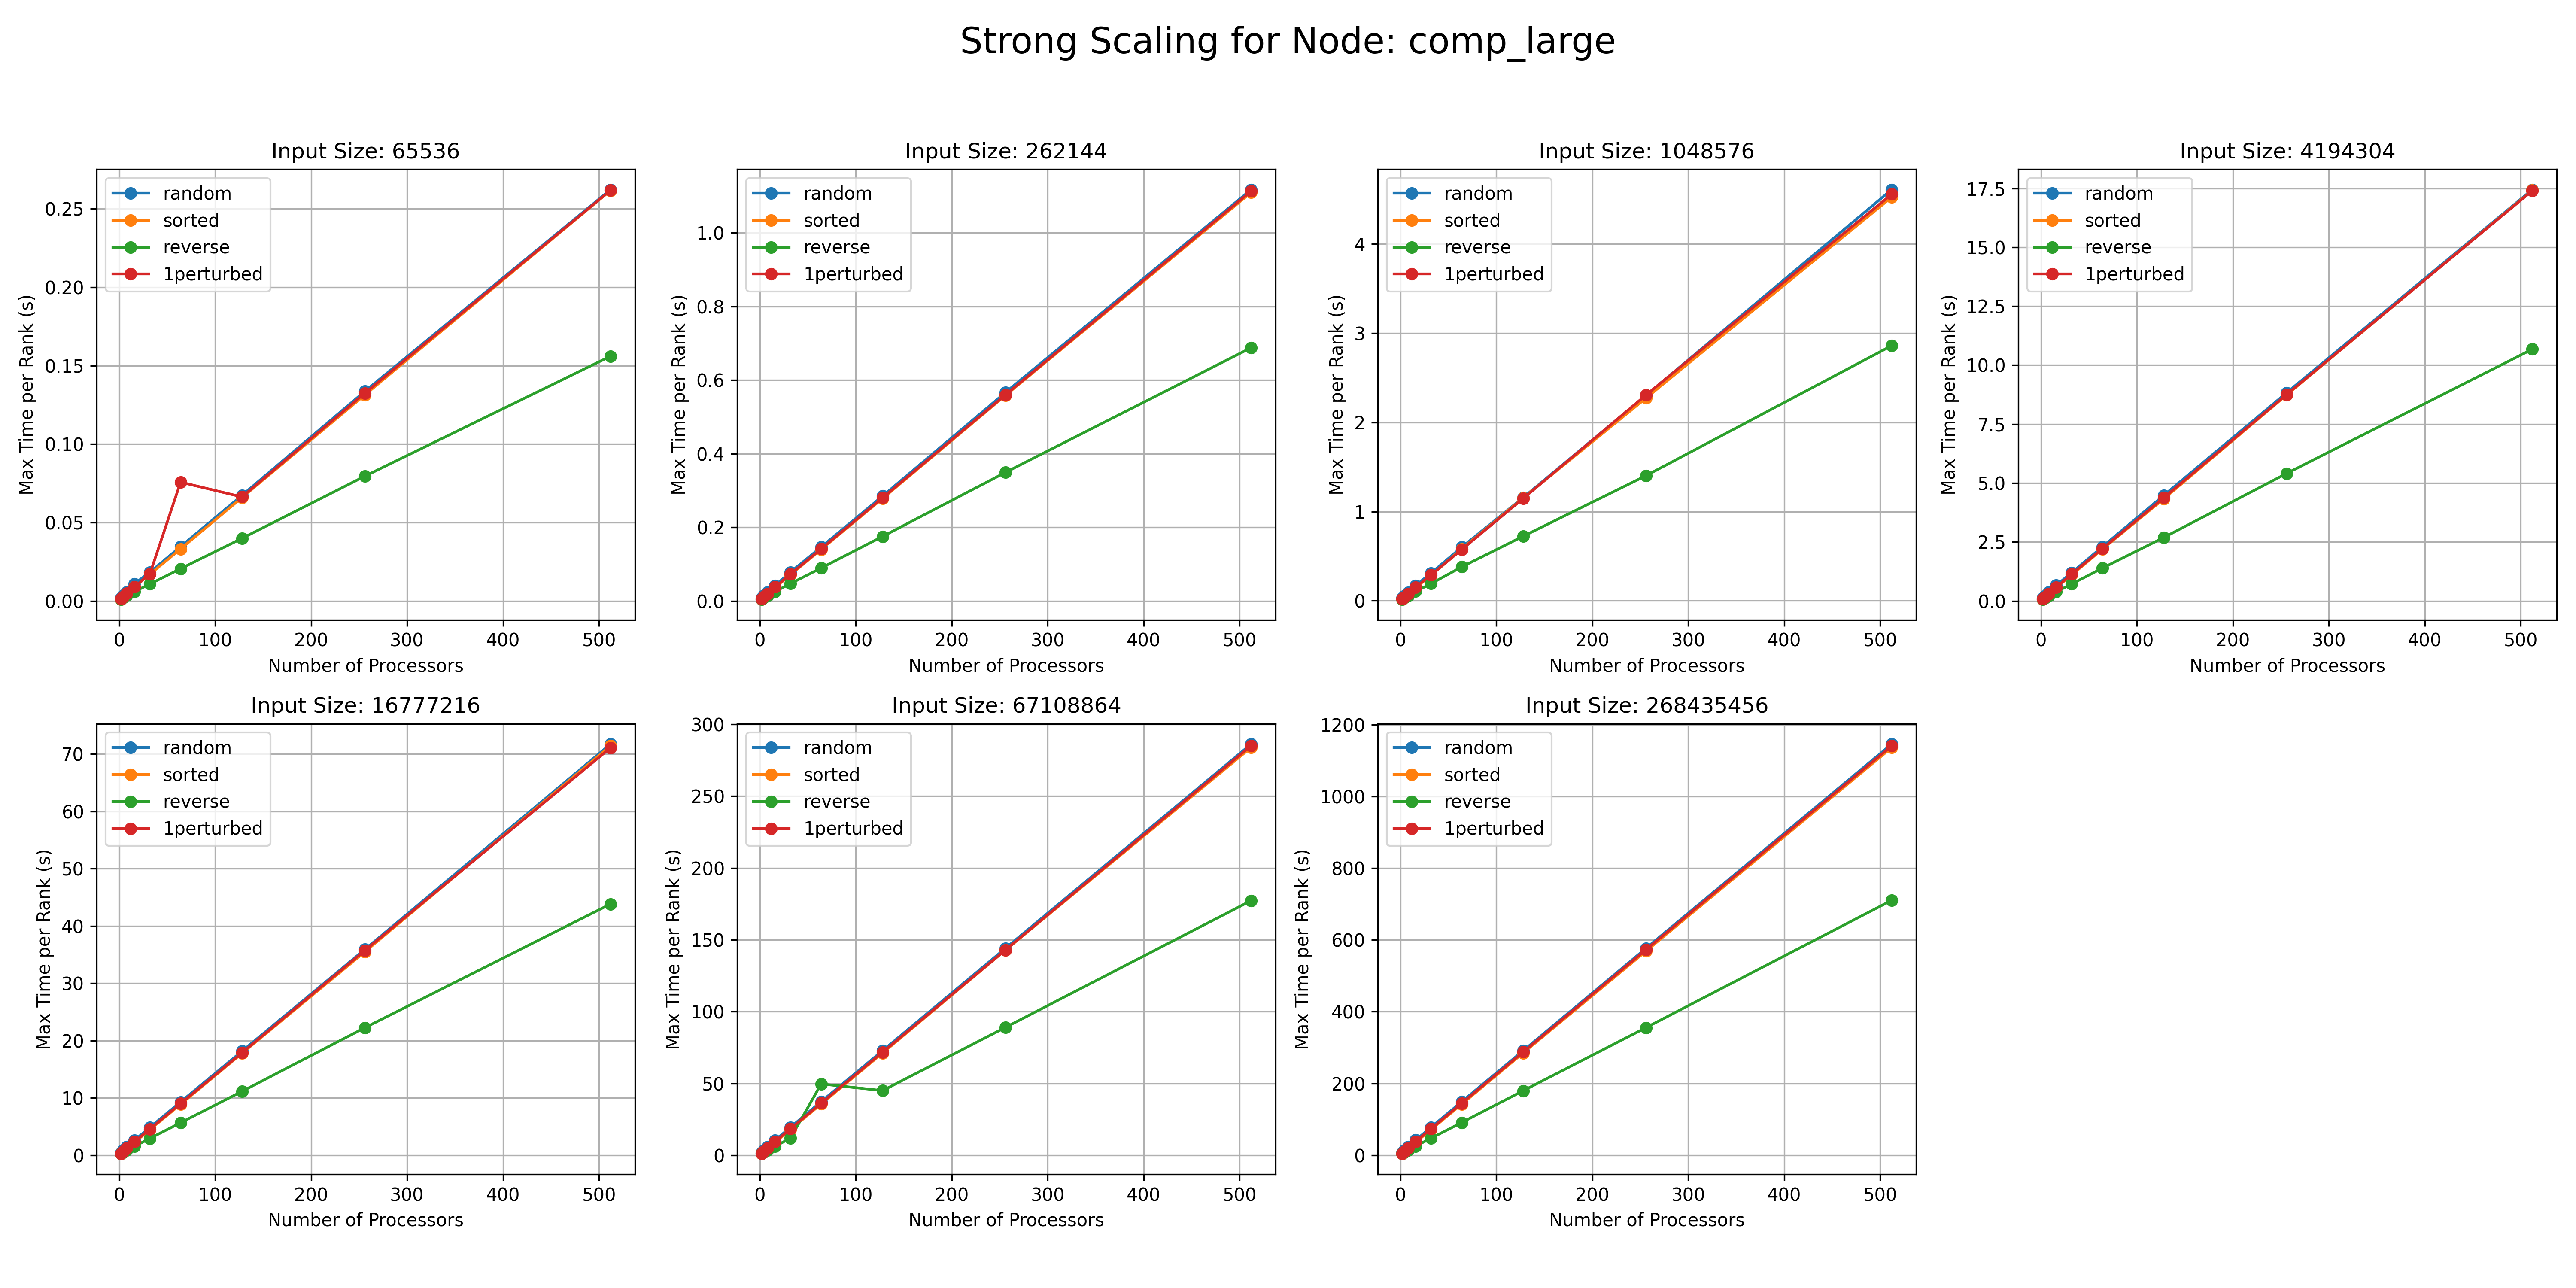 Strong Scaling for Node: comp_large
Input Size: 65536
random
sorted
reverse
1perturbed
0.25
0.20
0.15
0.10
0.05
0.00
Max Time per Rank (s)
0 100 200 300 400 500
Number of Processors
Input Size: 262144
random
sorted
reverse
1perturbed
1.0
0.8
0.6
0.4
0.2
0.0
Max Time per Rank (s)
0 100 200 300 400 500
Number of Processors
Input Size: 1048576
random
sorted
reverse
1perturbed
4
3
2
1
0
Max Time per Rank (s)
0 100 200 300 400 500
Number of Processors
Input Size: 4194304
random
sorted
reverse
1perturbed
17.5
15.0
12.5
10.0
7.5
5.0
2.5
0.0
Max Time per Rank (s)
0 100 200 300 400 500
Number of Processors
Input Size: 16777216
random
sorted
reverse
1perturbed
70
60
50
40
30
20
10
0
Max Time per Rank (s)
0 100 200 300 400 500
Number of Processors
Input Size: 67108864
random
sorted
reverse
1perturbed
300
250
200
150
100
50
0
Max Time per Rank (s)
0 100 200 300 400 500
Number of Processors
Input Size: 268435456
random
sorted
reverse
1perturbed
1200
1000
800
600
400
200
0
Max Time per Rank (s)
0 100 200 300 400 500
Number of Processors